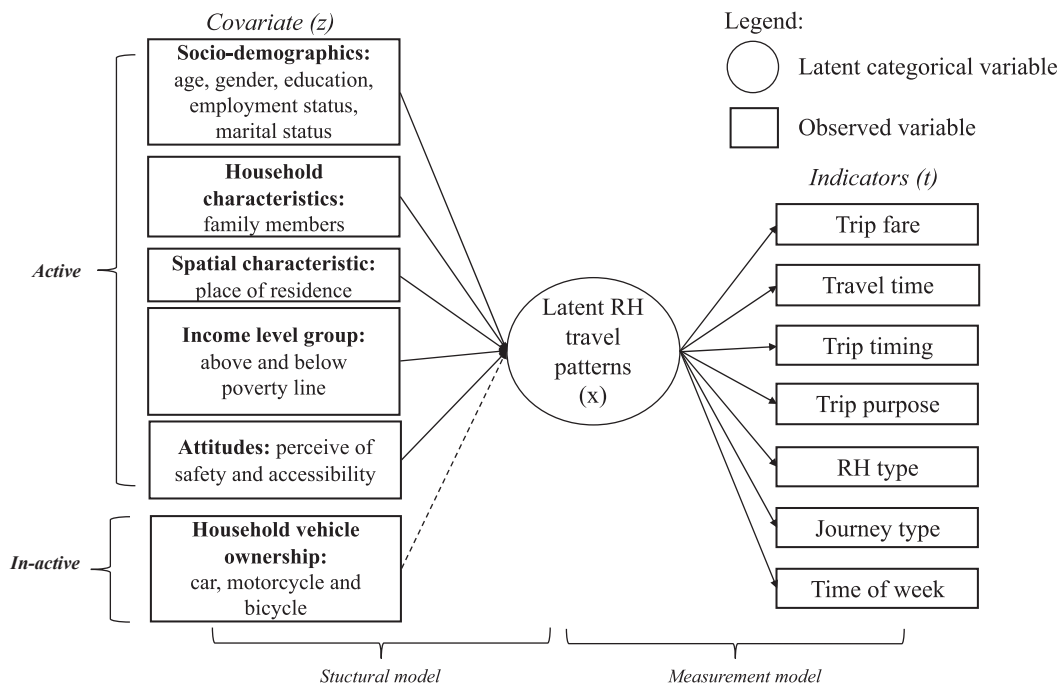 Covariate (z)
Socio-demographics:
age, gender, education,
employment status,
marital status
Household
characteristics:
family members
Spatial characteristic:
place of residence
Income level group:
above and below
poverty line
Attitudes: perceive of
safety and accessibility
Household vehicle
ownership:
car, motorcycle and
bicycle
Active
In-active
Stuctural model
Latent RH
travel
patterns
(x)
Legend:
Latent categorical variable
Observed variable
Indicators (t)
Trip fare
Travel time
Trip timing
Trip purpose
RH type
Journey type
Time of week
Measurement model